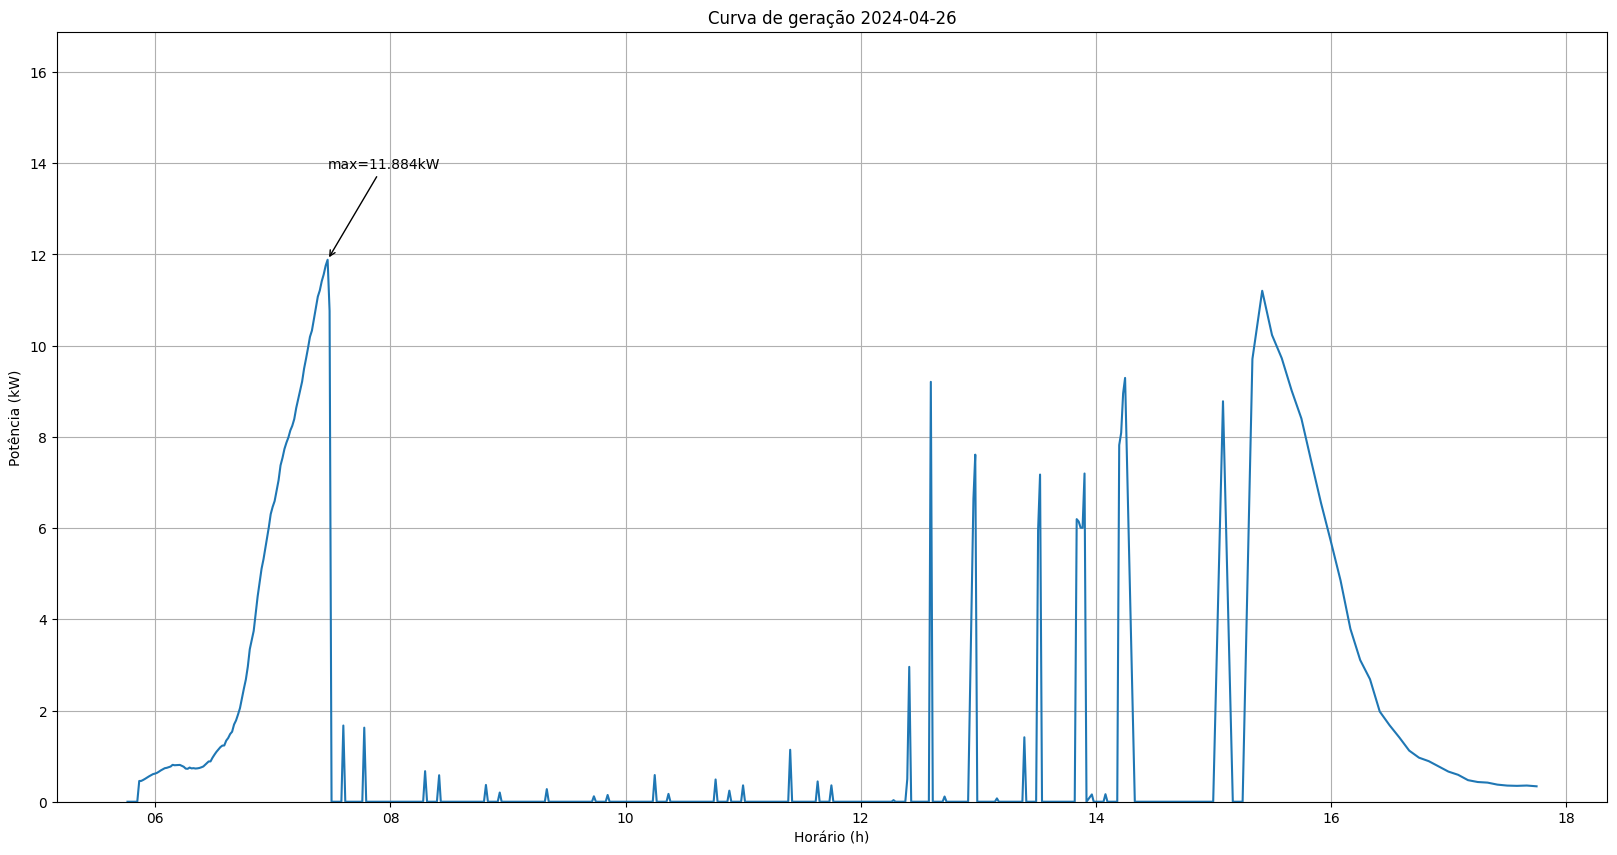 Curva de geração 2024-04-26
16
14
12
10
8
6
4
2
0
Potência (kW)
max=11.884kW
06 08 10 12 14 16 18
Horário (h)